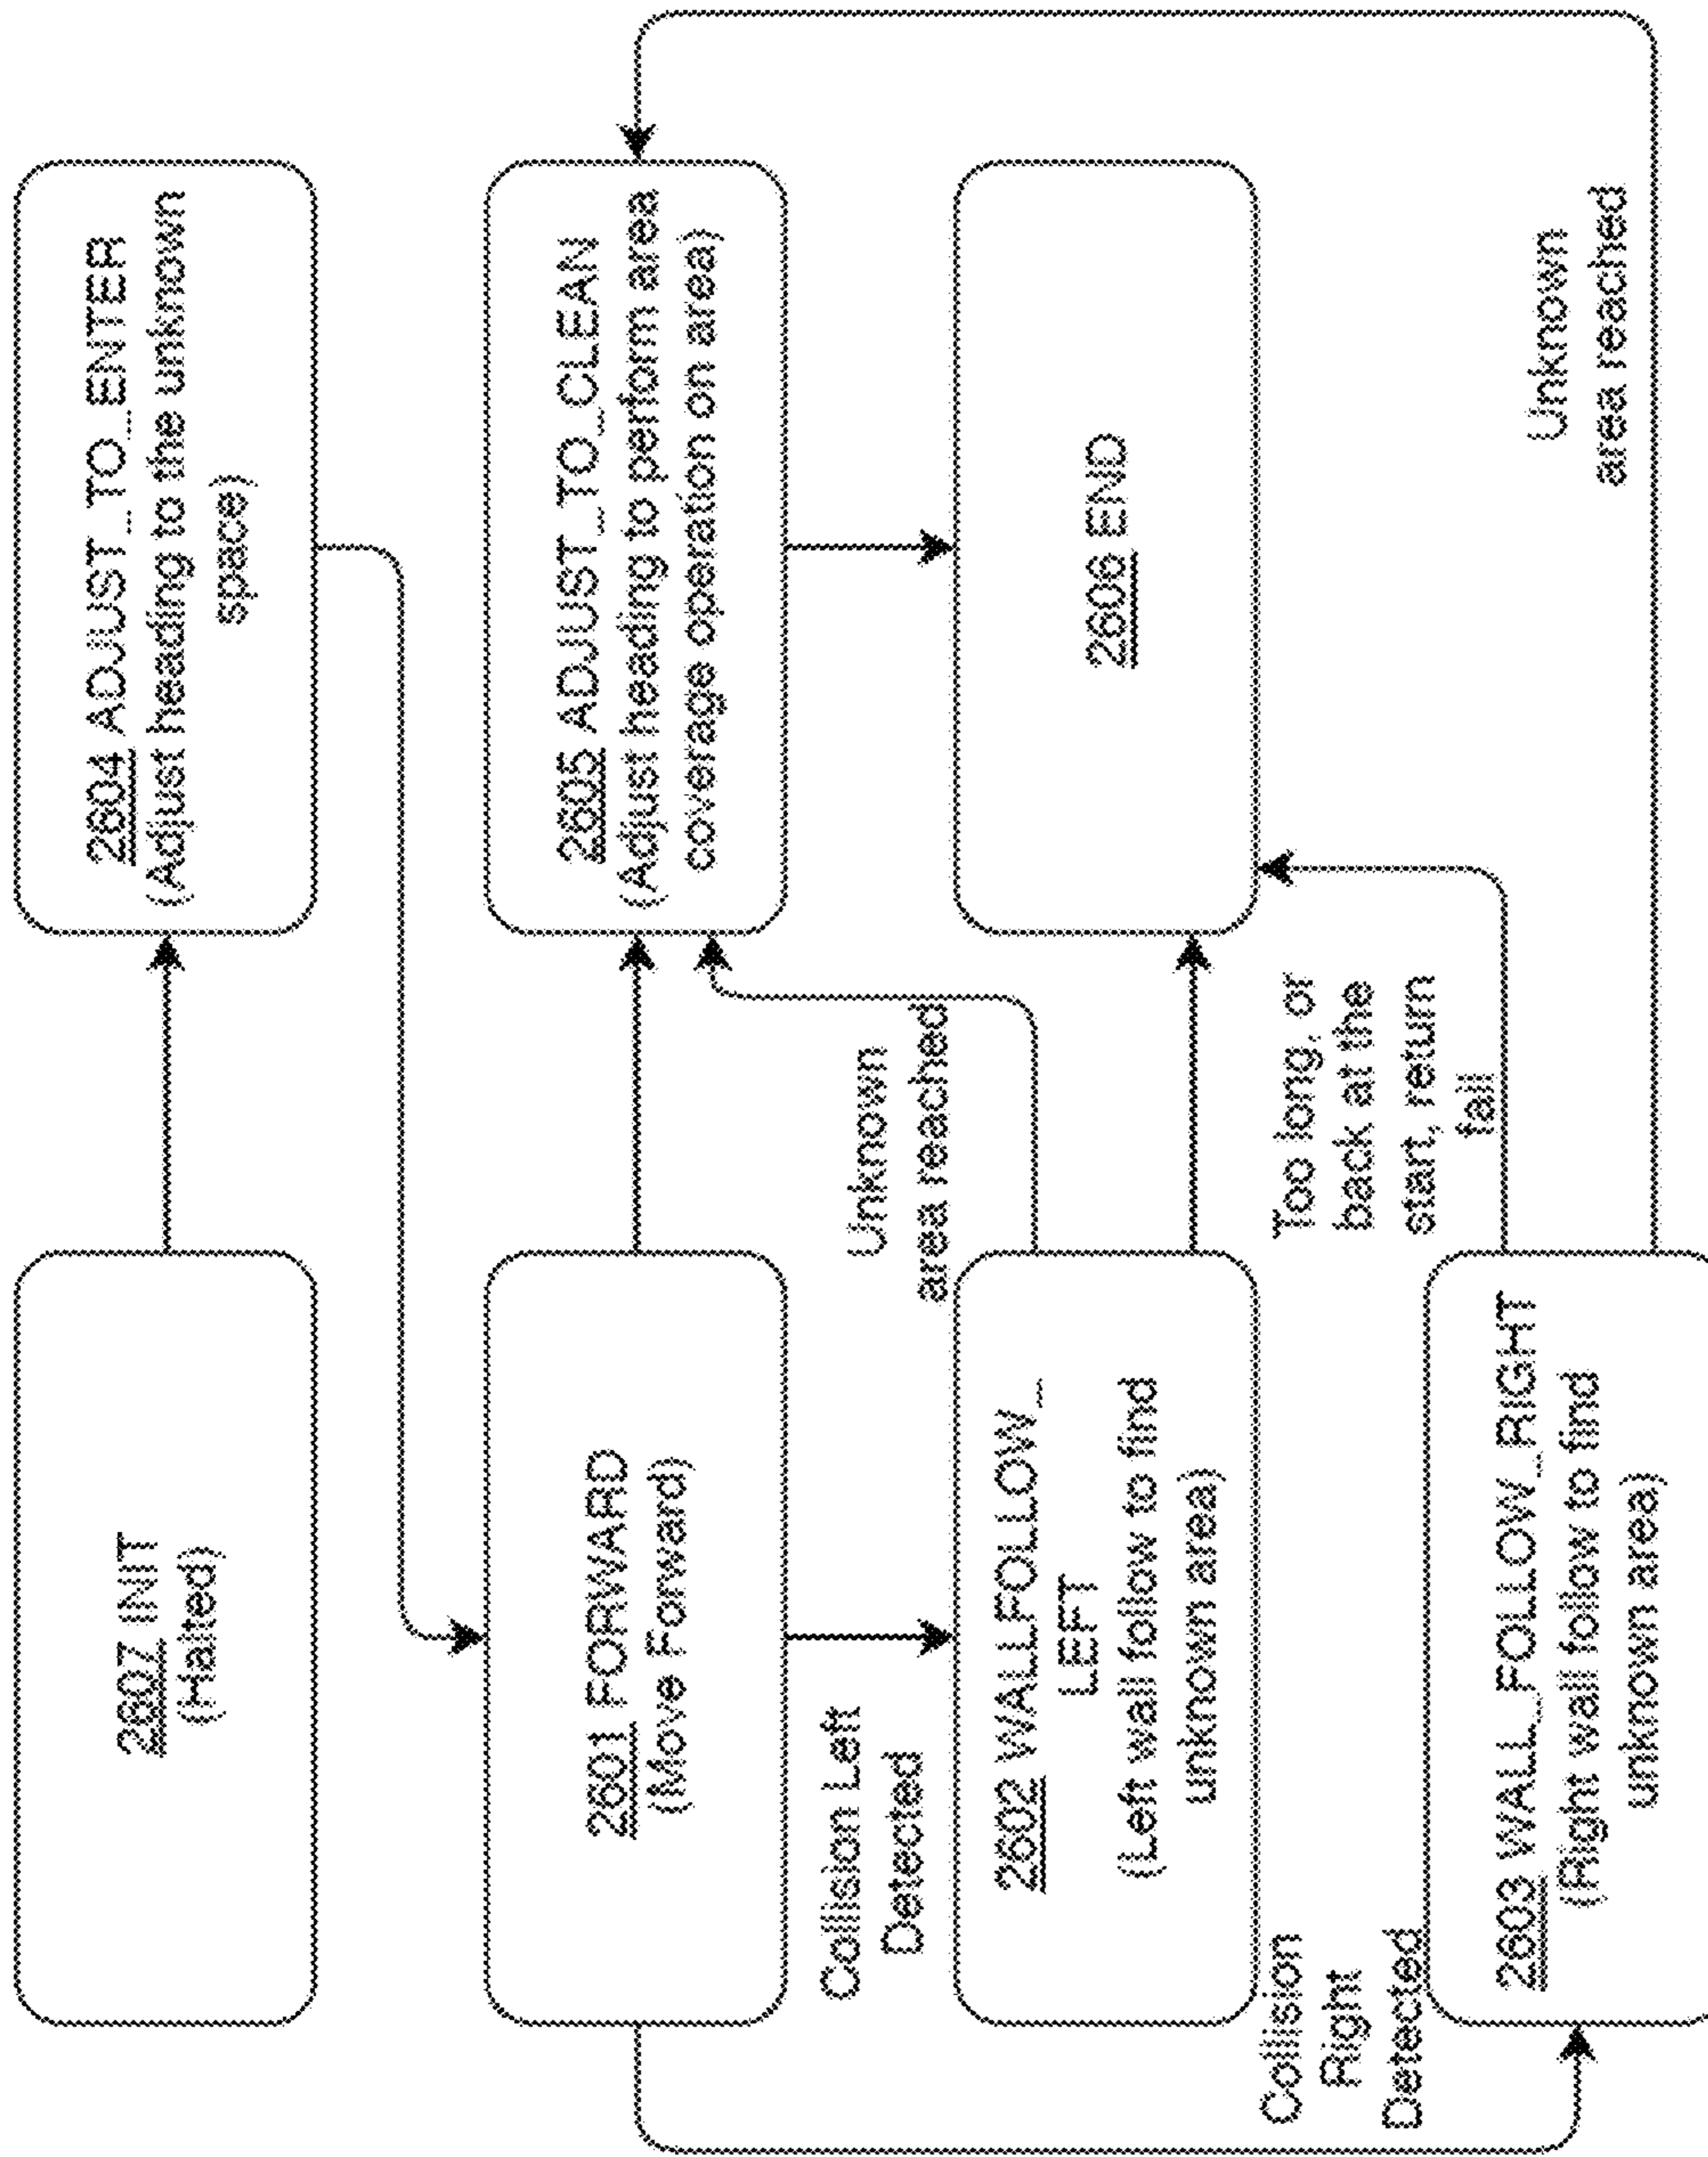 2607 INIT
(Halted)
2604 ADJUST_TO_ENTER
(Adjust heading to the unknown
space)
2601 FORWARD
(Move Forward)
2605 ADJUST_TO_CLEAN
(Adjust heading to perform area
coverage operation on area)
Collision Left
Detected
Unknown
area reached
2602 WALLFOLLOW_
LEFT
(Left wall follow to find
unknown area)
2606 END
Collision
Right
Detected
Too long, or
back at the
start, return
fail
2603 WALL_FOLLOW_RIGHT
(Right wall follow to find
unknown area)
Unknown
area reached